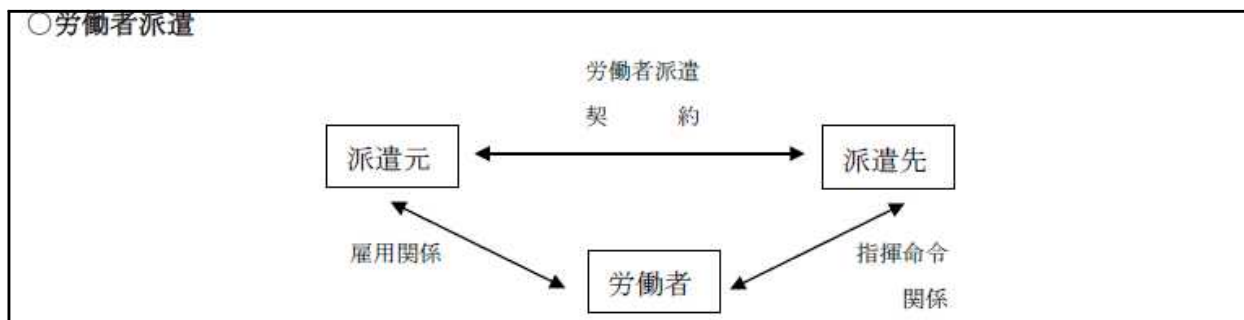 ○労働者派遣
労働者派遣
契　　約
派遣元
派遣先
雇用関係
指揮命令
関係
労働者